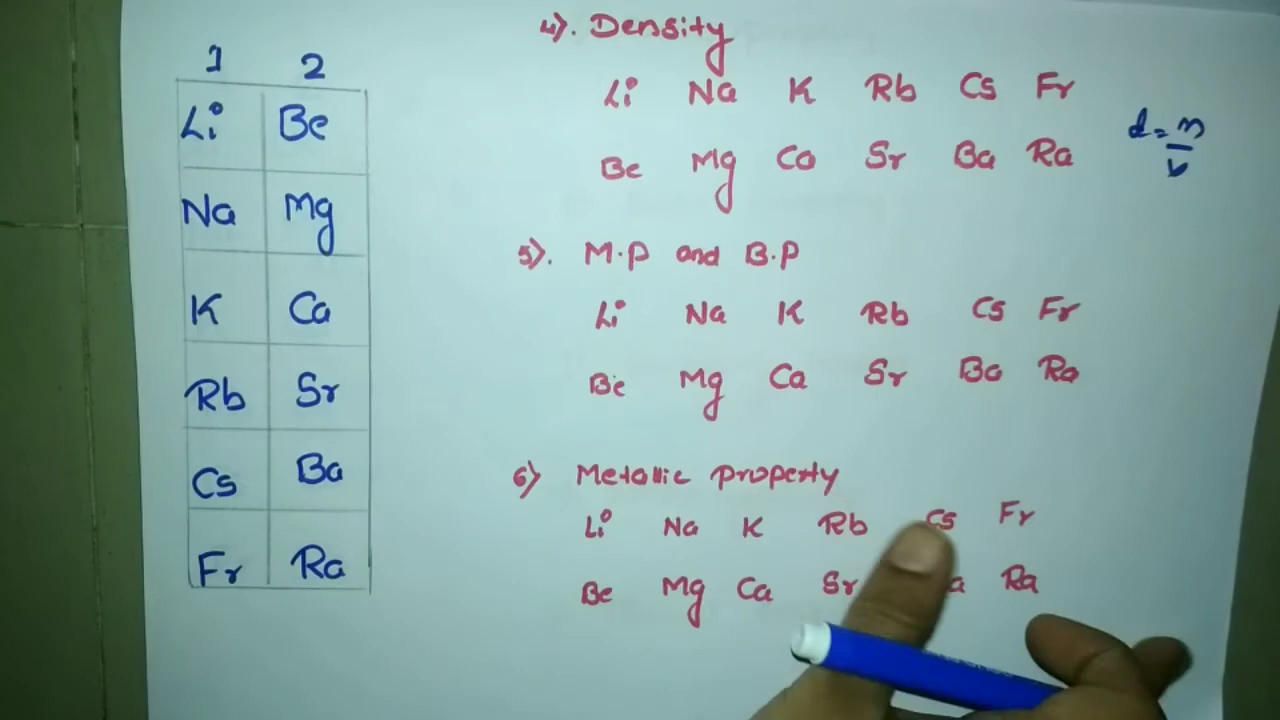 1 2
Li Be
Na Mg
K Ca
Rb Sr
Cs Ba
Fr Ra
4). Density
Li Na K Rb Cs Fr
Be Mg Ca Sr Ba Ra
d = m
v
5). M.P and B.P
Li Na K Rb Cs Fr
Be Mg Ca Sr Ba Ra
6) Metallic property
Li Na K Rb Cs Fr
Be Mg Ca Sr a Ra